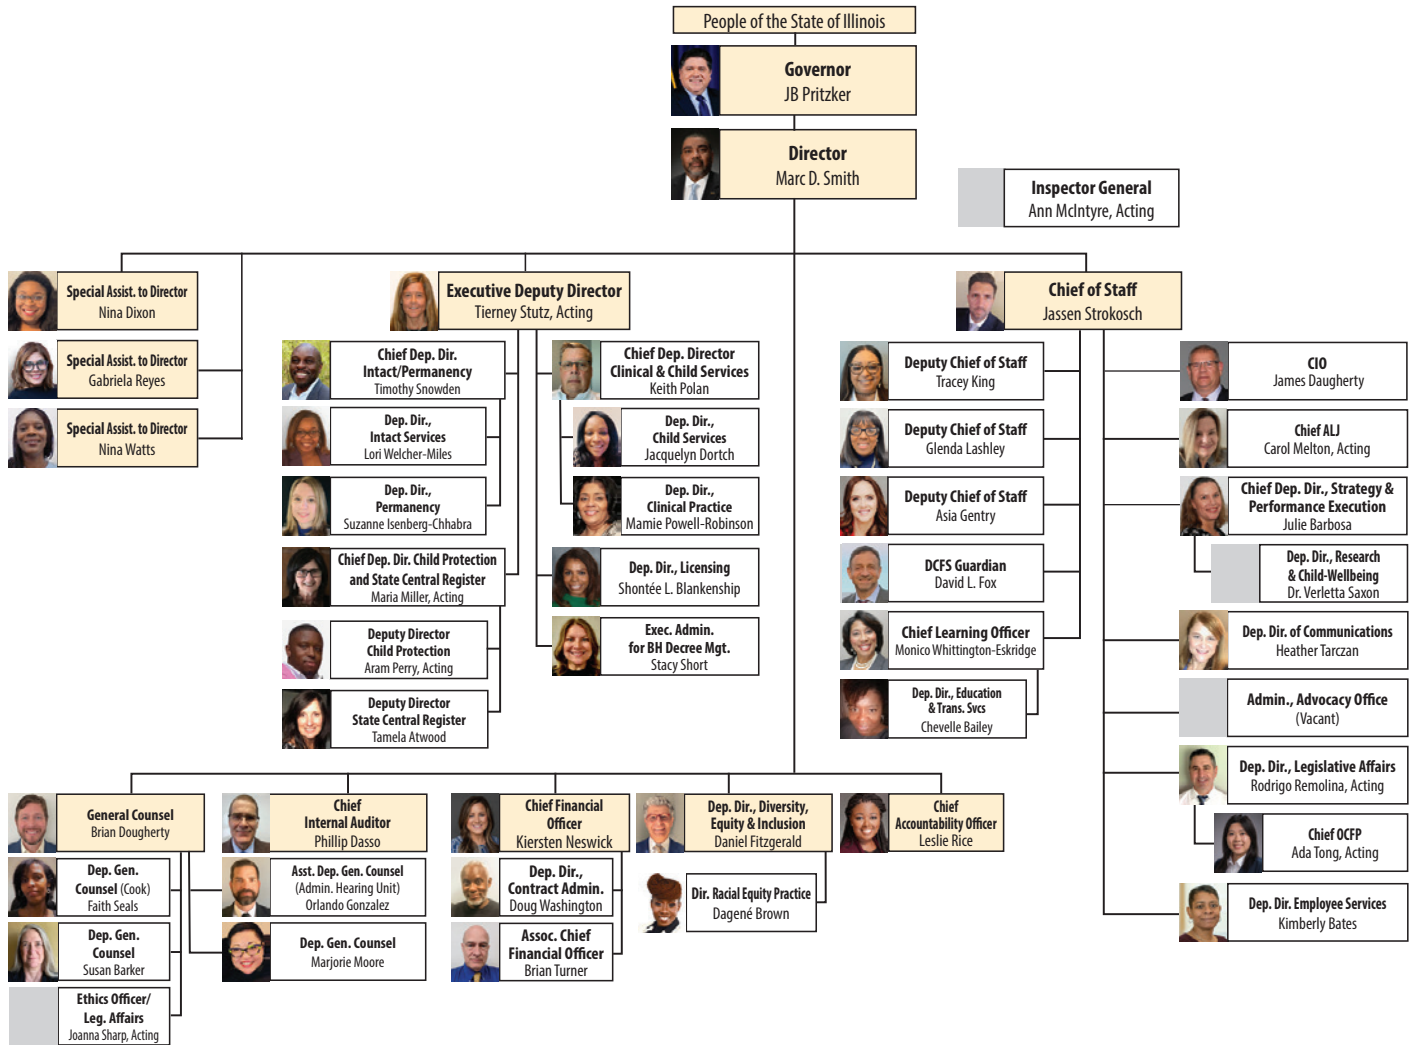 People of the State of Illinois
Governor
JB Pritzker
Director
Marc D. Smith
Inspector General
Ann McIntyre, Acting
Special Assist. to Director
Nina Dixon
Special Assist. to Director
Gabriela Reyes
Special Assist. to Director
Nina Watts
Executive Deputy Director
Tierney Stutz, Acting
Chief Dep. Dir.
Intact/Permanency
Timothy Snowden
Dep. Dir.,
Intact Services
Lori Welcher-Miles
Dep. Dir.,
Permanency
Suzanne Isenberg-Chhabra
Chief Dep. Dir. Child Protection
and State Central Register
Maria Miller, Acting
Deputy Director
Child Protection
Aram Perry, Acting
Deputy Director
State Central Register
Tamela Atwood
Chief Dep. Director
Clinical & Child Services
Keith Polan
Dep. Dir.,
Child Services
Jacquelyn Dortch
Dep. Dir.,
Clinical Practice
Mamie Powell-Robinson
Dep. Dir., Licensing
Shontée L. Blankenship
Exec. Admin.
for BH Decree Mgt.
Stacy Short
Chief of Staff
Jassen Strokosch
Deputy Chief of Staff
Tracey King
Deputy Chief of Staff
Glenda Lashley
Deputy Chief of Staff
Asia Gentry
DCFS Guardian
David L. Fox
Chief Learning Officer
Monico Whittington-Eskridge
Dep. Dir., Education
& Trans. Svcs
Chevelle Bailey
CIO
James Daugherty
Chief ALJ
Carol Melton, Acting
Chief Dep. Dir., Strategy &
Performance Execution
Julie Barbosa
Dep. Dir., Research
& Child-Wellbeing
Dr. Verletta Saxon
Dep. Dir. of Communications
Heather Tarczan
Admin., Advocacy Office
(Vacant)
Dep. Dir., Legislative Affairs
Rodrigo Remolina, Acting
Chief OCFP
Ada Tong, Acting
Dep. Dir. Employee Services
Kimberly Bates
General Counsel
Brian Dougherty
Dep. Gen.
Counsel (Cook)
Faith Seals
Dep. Gen.
Counsel
Susan Barker
Ethics Officer/
Leg. Affairs
Joanna Sharp, Acting
Chief
Internal Auditor
Phillip Dasso
Asst. Dep. Gen. Counsel
(Admin. Hearing Unit)
Orlando Gonzalez
Dep. Gen. Counsel
Marjorie Moore
Chief Financial
Officer
Kiersten Neswick
Dep. Dir.,
Contract Admin.
Doug Washington
Assoc. Chief
Financial Officer
Brian Turner
Dep. Dir., Diversity,
Equity & Inclusion
Daniel Fitzgerald
Dir. Racial Equity Practice
Dagené Brown
Chief
Accountability Officer
Leslie Rice